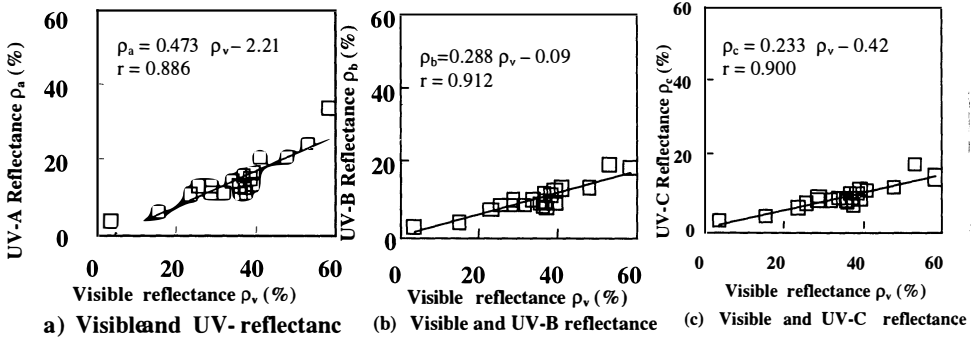 60
40
20
0
UV-A Reflectance ρa (%)
ρa = 0.473 ρv – 2.21
r = 0.886
0 20 40 60
Visible reflectance ρv (%)
a) Visibleand UV- reflectanc
60
40
20
0
UV-B Reflectance ρb (%)
ρb=0.288 ρv – 0.09
r = 0.912
0 20 40 60
Visible reflectance ρv (%)
(b) Visible and UV-B reflectance
60
40
20
0
UV-C Reflectance ρc (%)
ρc = 0.233 ρv – 0.42
r = 0.900
0 20 40 60
Visible reflectance ρv (%)
(c) Visible and UV-C reflectance